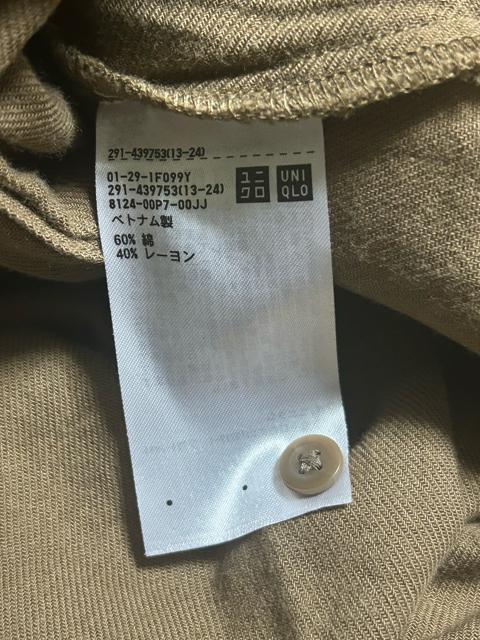 291-439753(13-24)
01-29-1F099Y
291-439753(13-24)
8124-00P7-00JJ
ベトナム製
60% 綿
40% レーヨン
ユニ
クロ
UNI
QLO